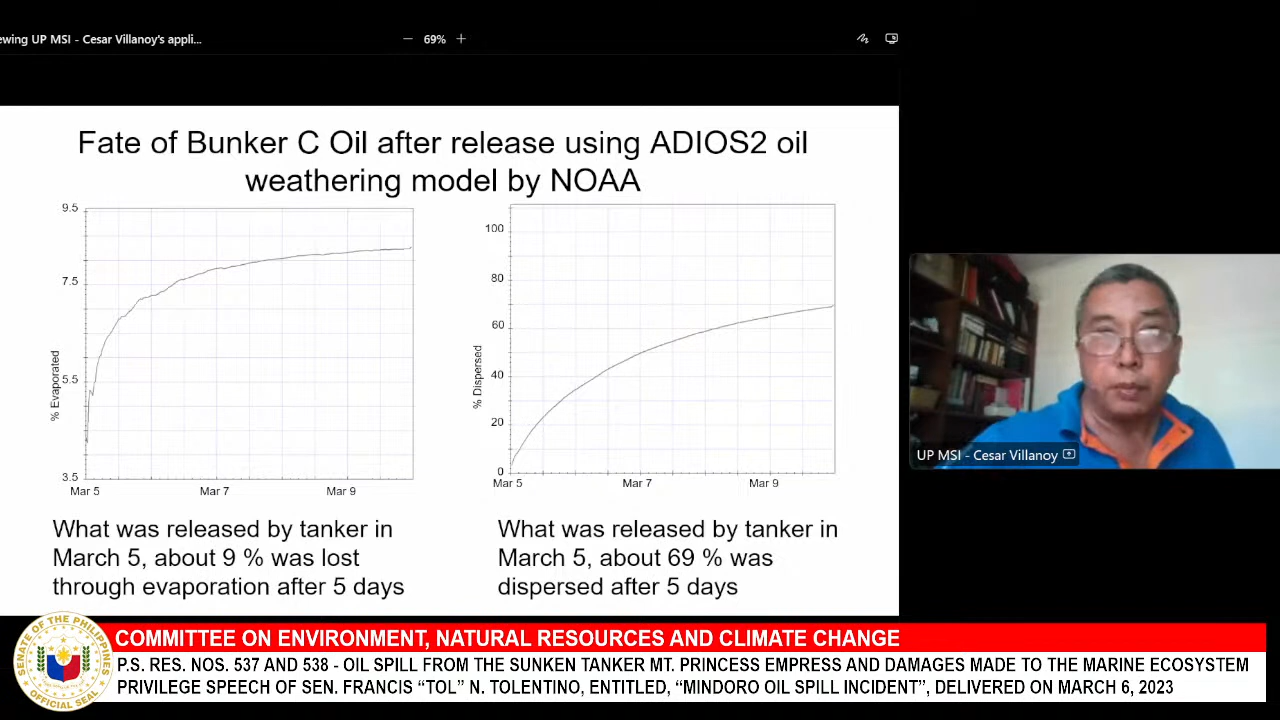 ewing UP MSI - Cesar Villanoy's appli...
69%
Fate of Bunker C Oil after release using ADIOS2 oil
weathering model by NOAA
9.5
7.5
5.5
3.5
% Evaporated
Mar 5
Mar 7
Mar 9
100
80
60
40
20
0
% Dispersed
Mar 5
Mar 7
Mar 9
What was released by tanker in
March 5, about 9 % was lost
through evaporation after 5 days
What was released by tanker in
March 5, about 69 % was
dispersed after 5 days
UP MSI - Cesar Villanoy
SENATE OF THE PHILIPPINES
OFFICIAL SEAL
COMMITTEE ON ENVIRONMENT, NATURAL RESOURCES AND CLIMATE CHANGE
P.S. RES. NOS. 537 AND 538 - OIL SPILL FROM THE SUNKEN TANKER MT. PRINCESS EMPRESS AND DAMAGES MADE TO THE MARINE ECOSYSTEM
PRIVILEGE SPEECH OF SEN. FRANCIS “TOL” N. TOLENTINO, ENTITLED, “MINDORO OIL SPILL INCIDENT”, DELIVERED ON MARCH 6, 2023